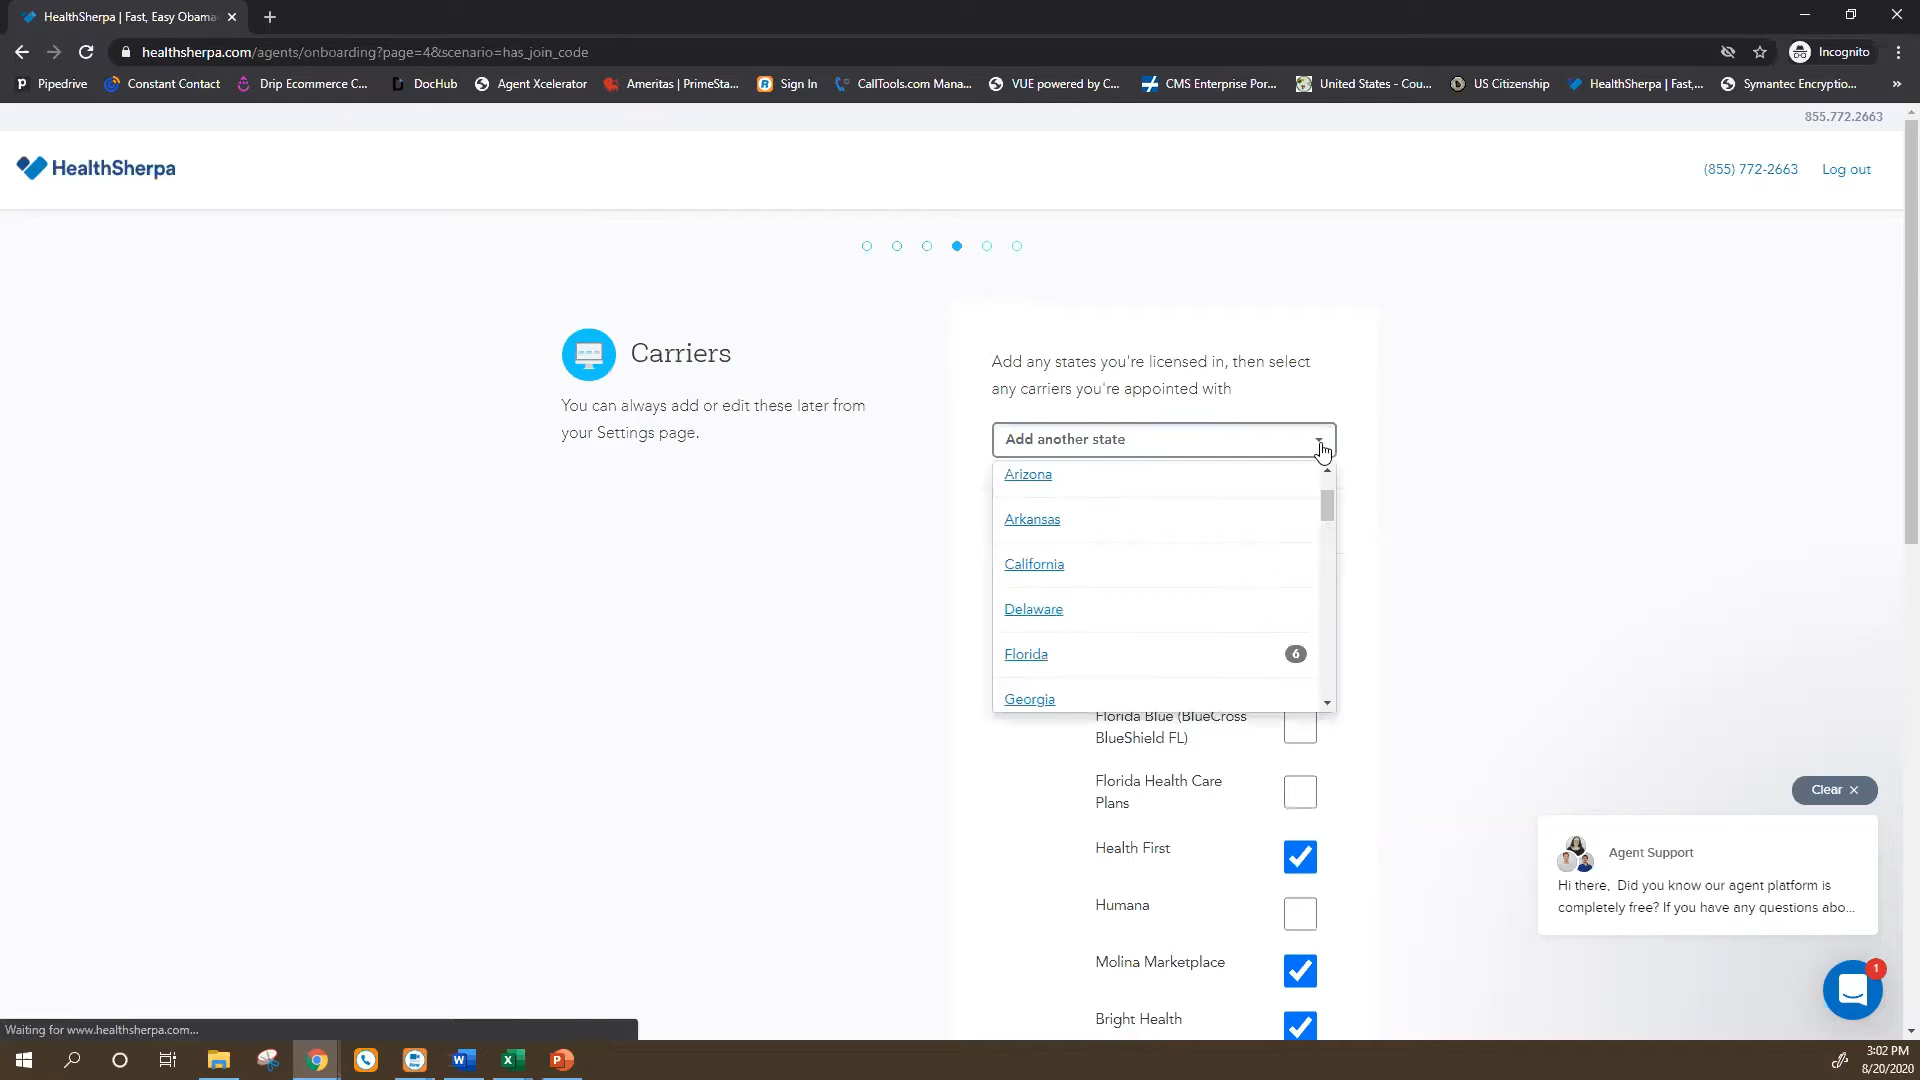 HealthSherpa | Fast, Easy Obama
healthsherpa.com/agents/onboarding?page=4&scenario=has_join_code
Incognito
Pipedrive
Constant Contact
Drip Ecommerce C...
DocHub
Agent Xcelerator
Ameritas | PrimeSta...
Sign In
CallTools.com Mana...
VUE powered by C...
CMS Enterprise Por...
United States - Cou...
US Citizenship
HealthSherpa | Fast,...
Symantec Encryptio...
855.772.2663
HealthSherpa
(855) 772-2663
Log out
Carriers
You can always add or edit these later from
your Settings page.
Add any states you're licensed in, then select
any carriers you're appointed with
Add another state
Arizona
Arkansas
California
Delaware
Florida 6
Georgia
Florida Blue (BlueCross
BlueShield FL)
Florida Health Care
Plans
Health First
Humana
Molina Marketplace
Bright Health
Clear
Agent Support
Hi there, Did you know our agent platform is
completely free? If you have any questions abo...
1
Waiting for www.healthsherpa.com...
3:02 PM
8/20/2020